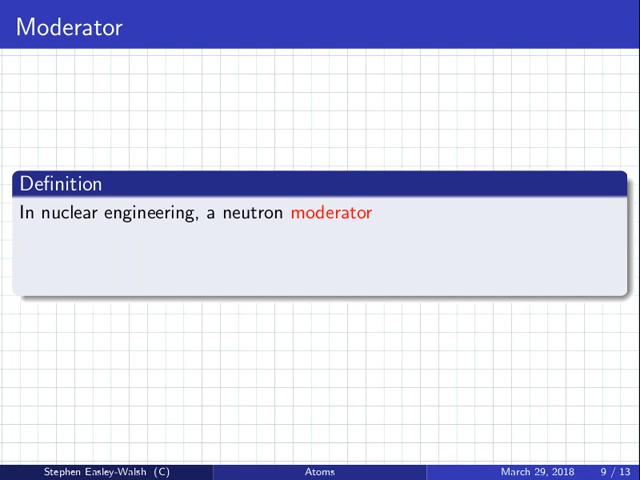 Moderator
Definition
In nuclear engineering, a neutron moderator
Stephen Easley-Walsh (C) Atoms March 29, 2018 9 / 13